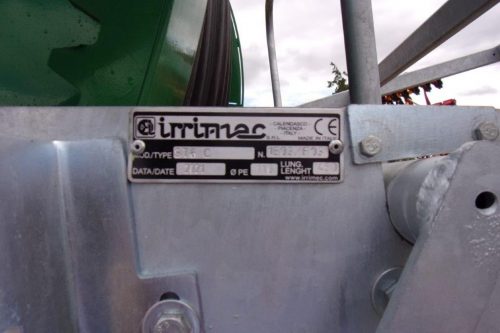 irrimec S.R.L.
- CALENDASCO -
PIACENZA
- ITALY -
MADE IN ITALY
CE
MOD./TYPE N.
DATA/DATE Ø PE LUNG.
LENGHT
www.irrimec.com